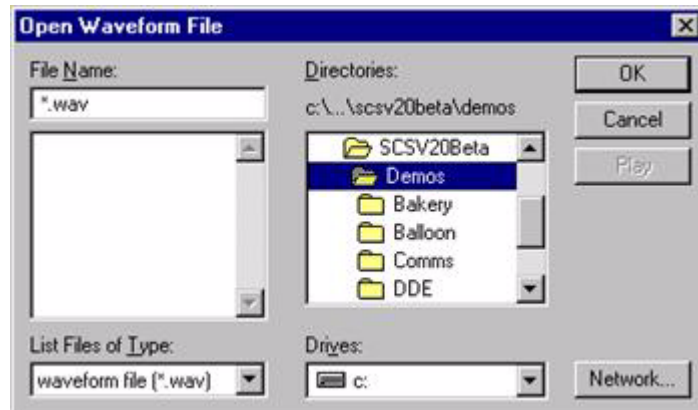 Open Waveform File
File Name:
*.wav
Directories:
c:\...\scsv20beta\demos
SCSV20Beta
Demos
Bakery
Balloon
Comms
DDE
OK
Cancel
Play
List Files of Type:
waveform file (*.wav)
Drives:
c:
Network...